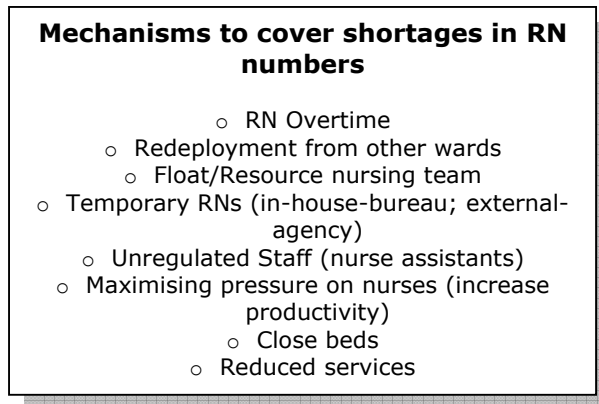 Mechanisms to cover shortages in RN
numbers
o RN Overtime
o Redeployment from other wards
o Float/Resource nursing team
o Temporary RNs (in-house-bureau; external-
agency)
o Unregulated Staff (nurse assistants)
o Maximising pressure on nurses (increase
productivity)
o Close beds
o Reduced services